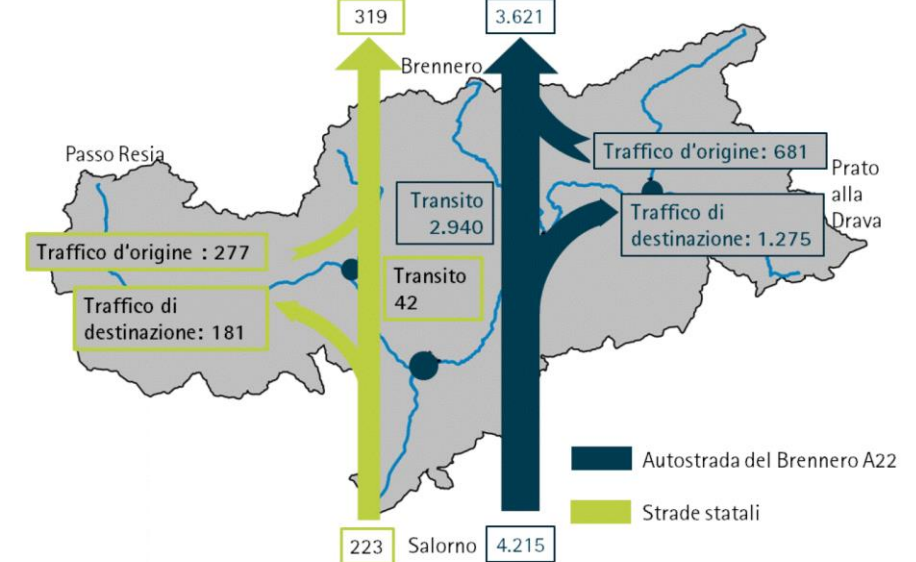 319
3.621
Brennero
Passo Resia
Traffico d'origine: 681
Prato
alla
Drava
Transito
2.940
Traffico di
destinazione: 1.275
Traffico d'origine : 277
Transito
42
Traffico di
destinazione: 181
Autostrada del Brennero A22
Strade statali
223
Salorno
4.215